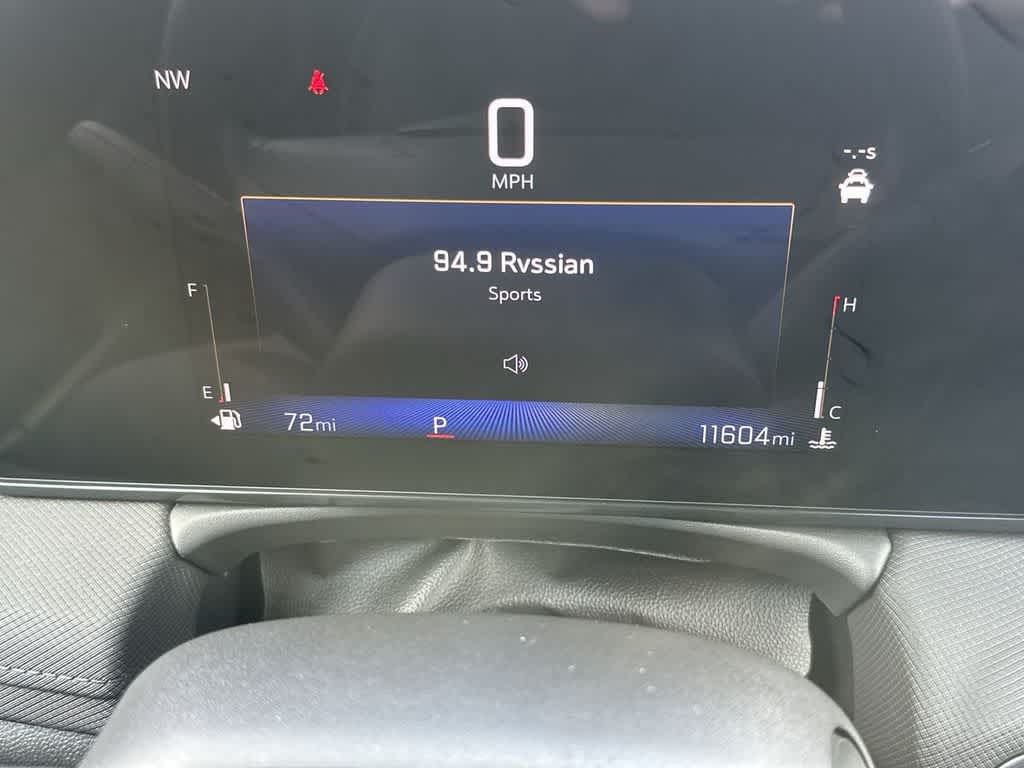 NW
0
MPH
-.-s
94.9 Rvssian
Sports
F
H
E
C
72mi
P
11604mi